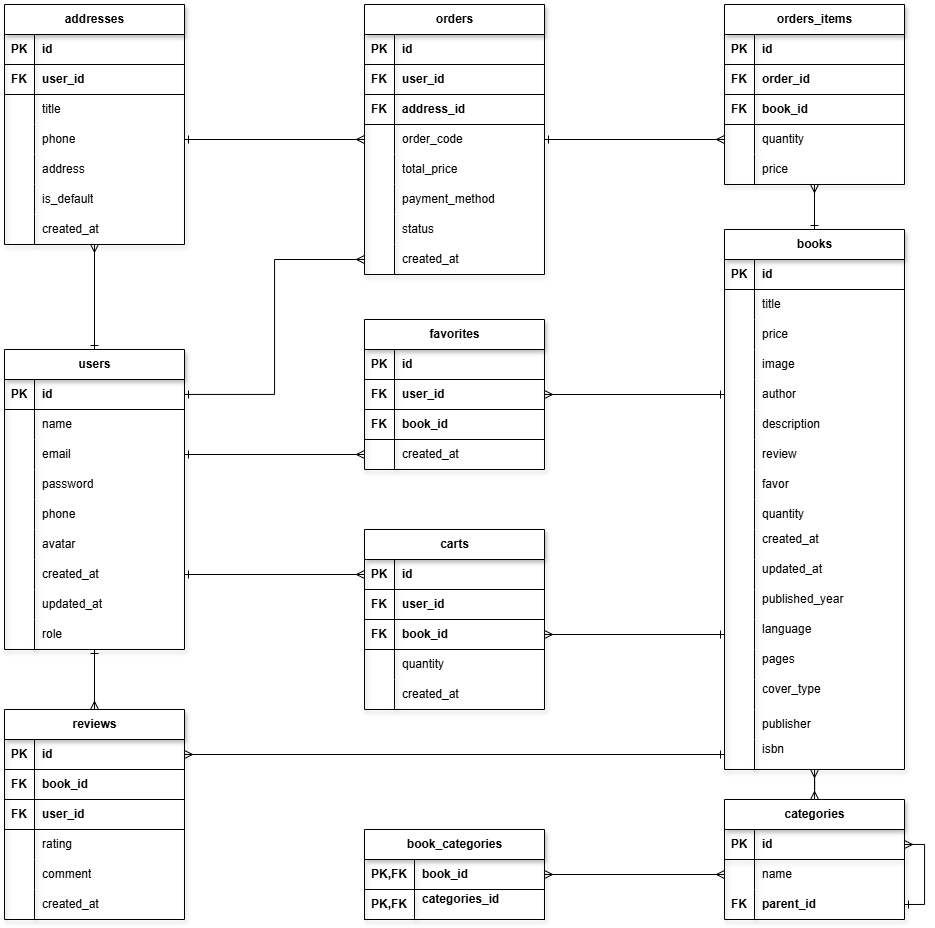 addresses
PK id
FK user_id
title
phone
address
is_default
created_at
orders
PK id
FK user_id
FK address_id
order_code
total_price
payment_method
status
created_at
orders_items
PK id
FK order_id
FK book_id
quantity
price
users
PK id
name
email
password
phone
avatar
created_at
updated_at
role
favorites
PK id
FK user_id
FK book_id
created_at
books
PK id
title
price
image
author
description
review
favor
quantity
created_at
updated_at
published_year
language
pages
cover_type
publisher
isbn
carts
PK id
FK user_id
FK book_id
quantity
created_at
reviews
PK id
FK book_id
FK user_id
rating
comment
created_at
book_categories
PK,FK book_id
PK,FK categories_id
categories
PK id
name
FK parent_id